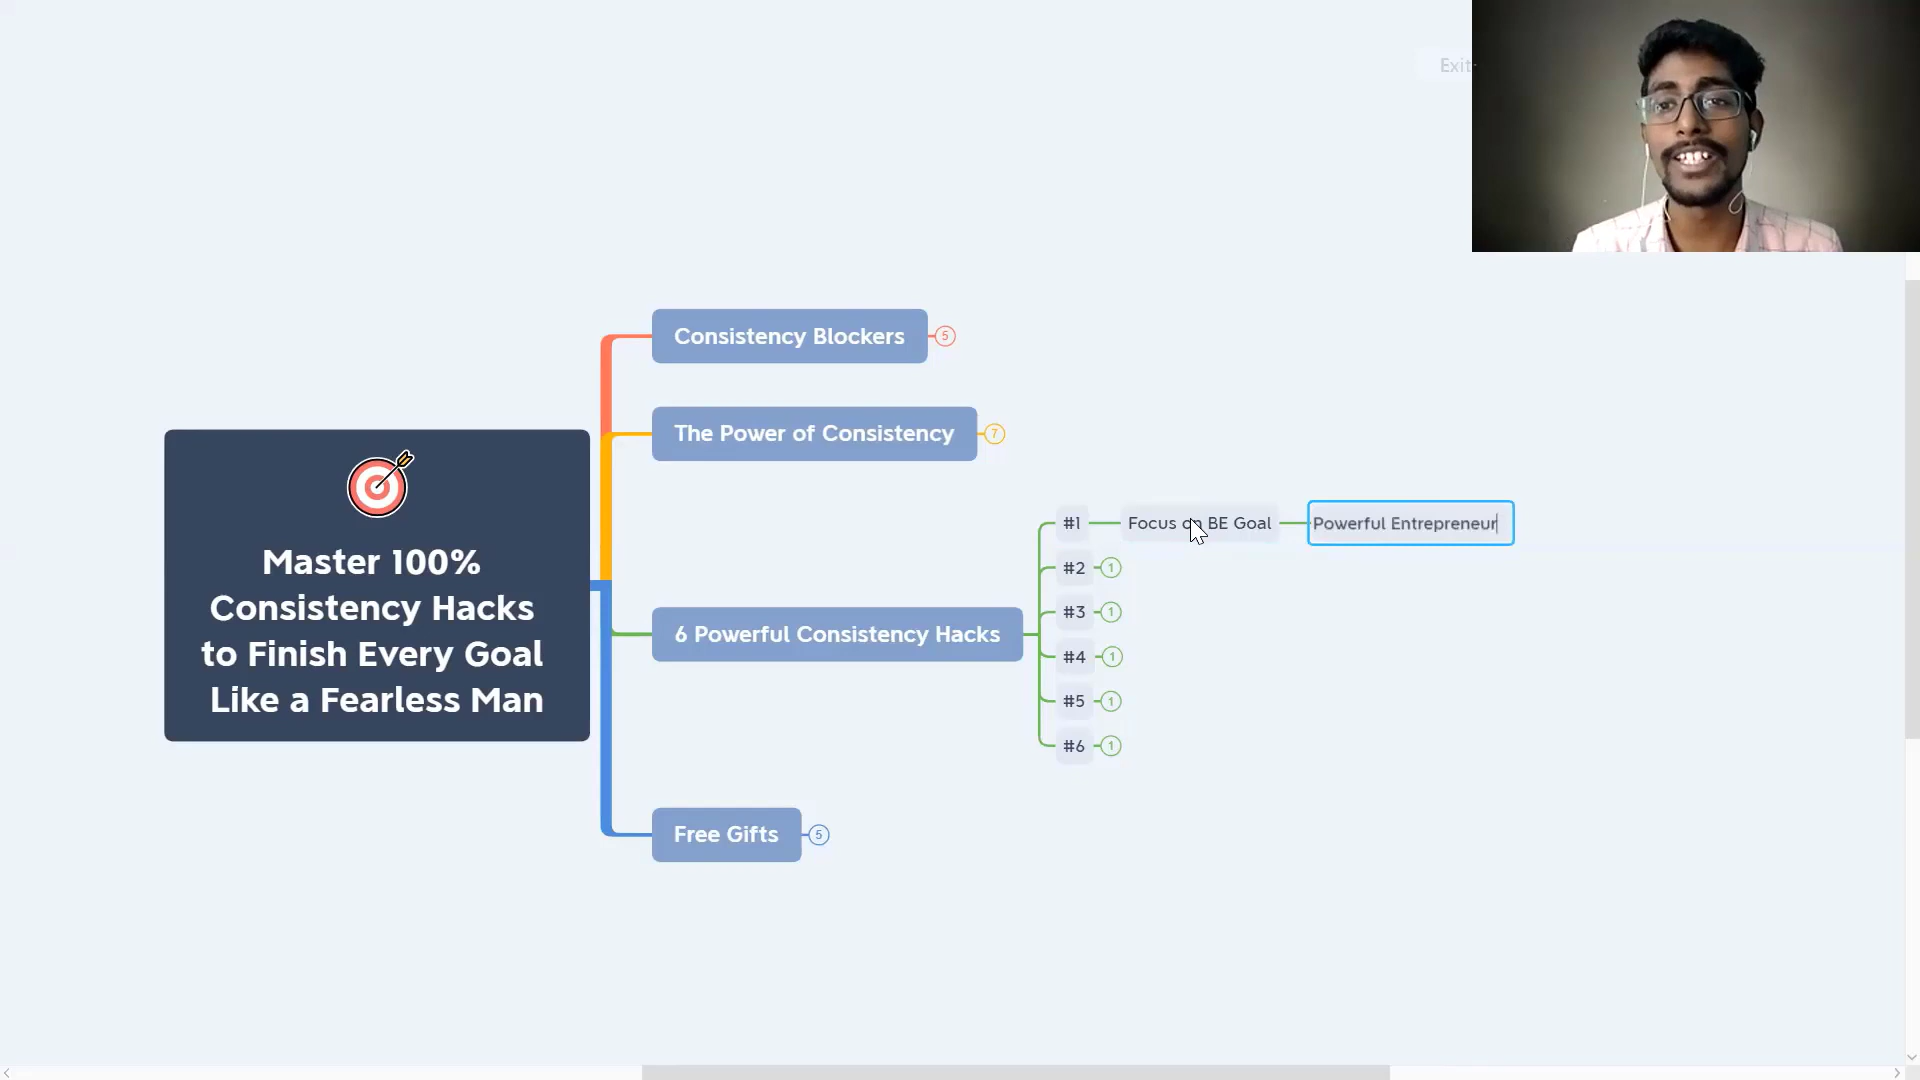 Exit
Consistency Blockers
5
The Power of Consistency
7
Master 100%
Consistency Hacks
to Finish Every Goal
Like a Fearless Man
6 Powerful Consistency Hacks
#1
Focus on BE Goal
Powerful Entrepreneur
#2
1
#3
1
#4
1
#5
1
#6
1
Free Gifts
5